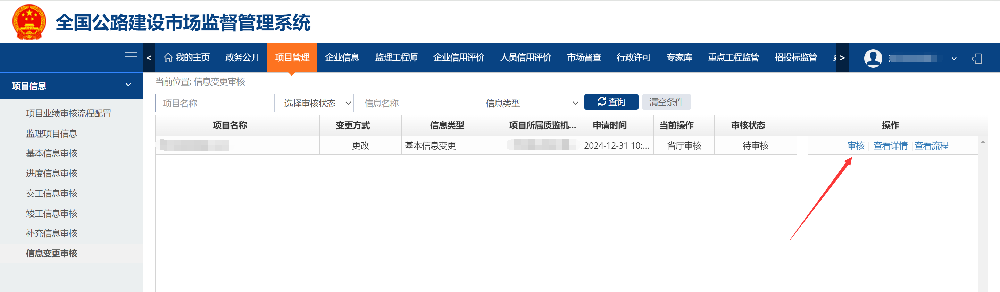 全国公路建设市场监督管理系统
< 我的主页 政务公开 项目管理 企业信息 监理工程师 企业信用评价 人员信用评价 市场督查 行政许可 专家库 重点工程监管 招投标监管 >
项目信息
项目业绩审核流程配置
监理项目信息
基本信息审核
进度信息审核
交工信息审核
竣工信息审核
补充信息审核
信息变更审核
当前位置: 信息变更审核
项目名称 选择审核状态 信息名称 信息类型 查询 清空条件
项目名称 变更方式 信息类型 项目所属质监机... 申请时间 当前操作 审核状态 操作
更改 基本信息变更 2024-12-31 10:... 省厅审核 待审核 审核 | 查看详情 |查看流程